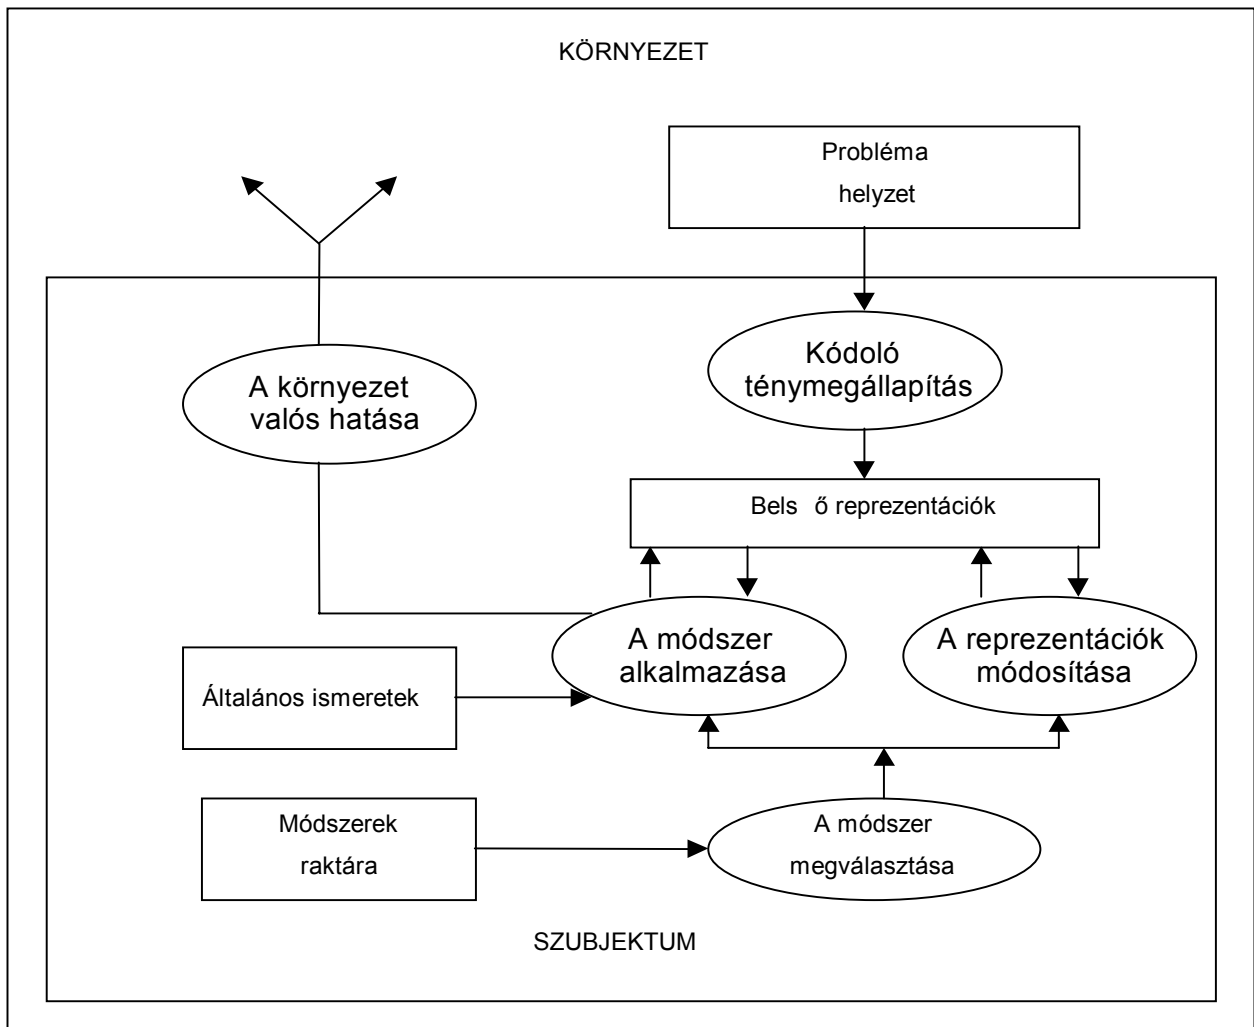 KÖRNYEZET
Probléma
helyzet
Kódoló
ténymegállapítás
A környezet
valós hatása
Bels ő reprezentációk
A módszer
alkalmazása
A reprezentációk
módosítása
Általános ismeretek
Módszerek
raktára
A módszer
megválasztása
SZUBJEKTUM